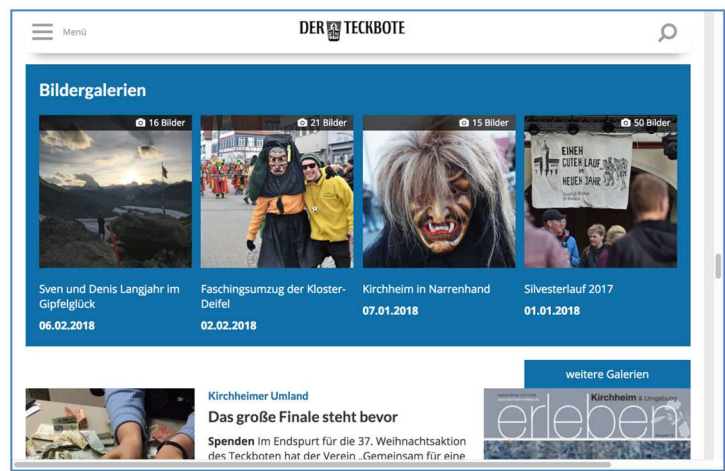 Menü
DER TECKBOTE
Bildergalerien
16 Bilder
21 Bilder
15 Bilder
50 Bilder
EINEN
GUTEN LAUF
in
NEUEN JAHR
Sven und Denis Langjahr im
Gipfelglück
06.02.2018
Faschingsumzug der Kloster-
Deifel
02.02.2018
Kirchheim in Narrenhand
07.01.2018
Silvesterlauf 2017
01.01.2018
weitere Galerien
Kirchheimer Umland
Das große Finale steht bevor
Spenden Im Endspurt für die 37. Weihnachtsaktion
des Teckboten hat der Verein „Gemeinsam für eine
Kirchheim & Umgebung
erleben